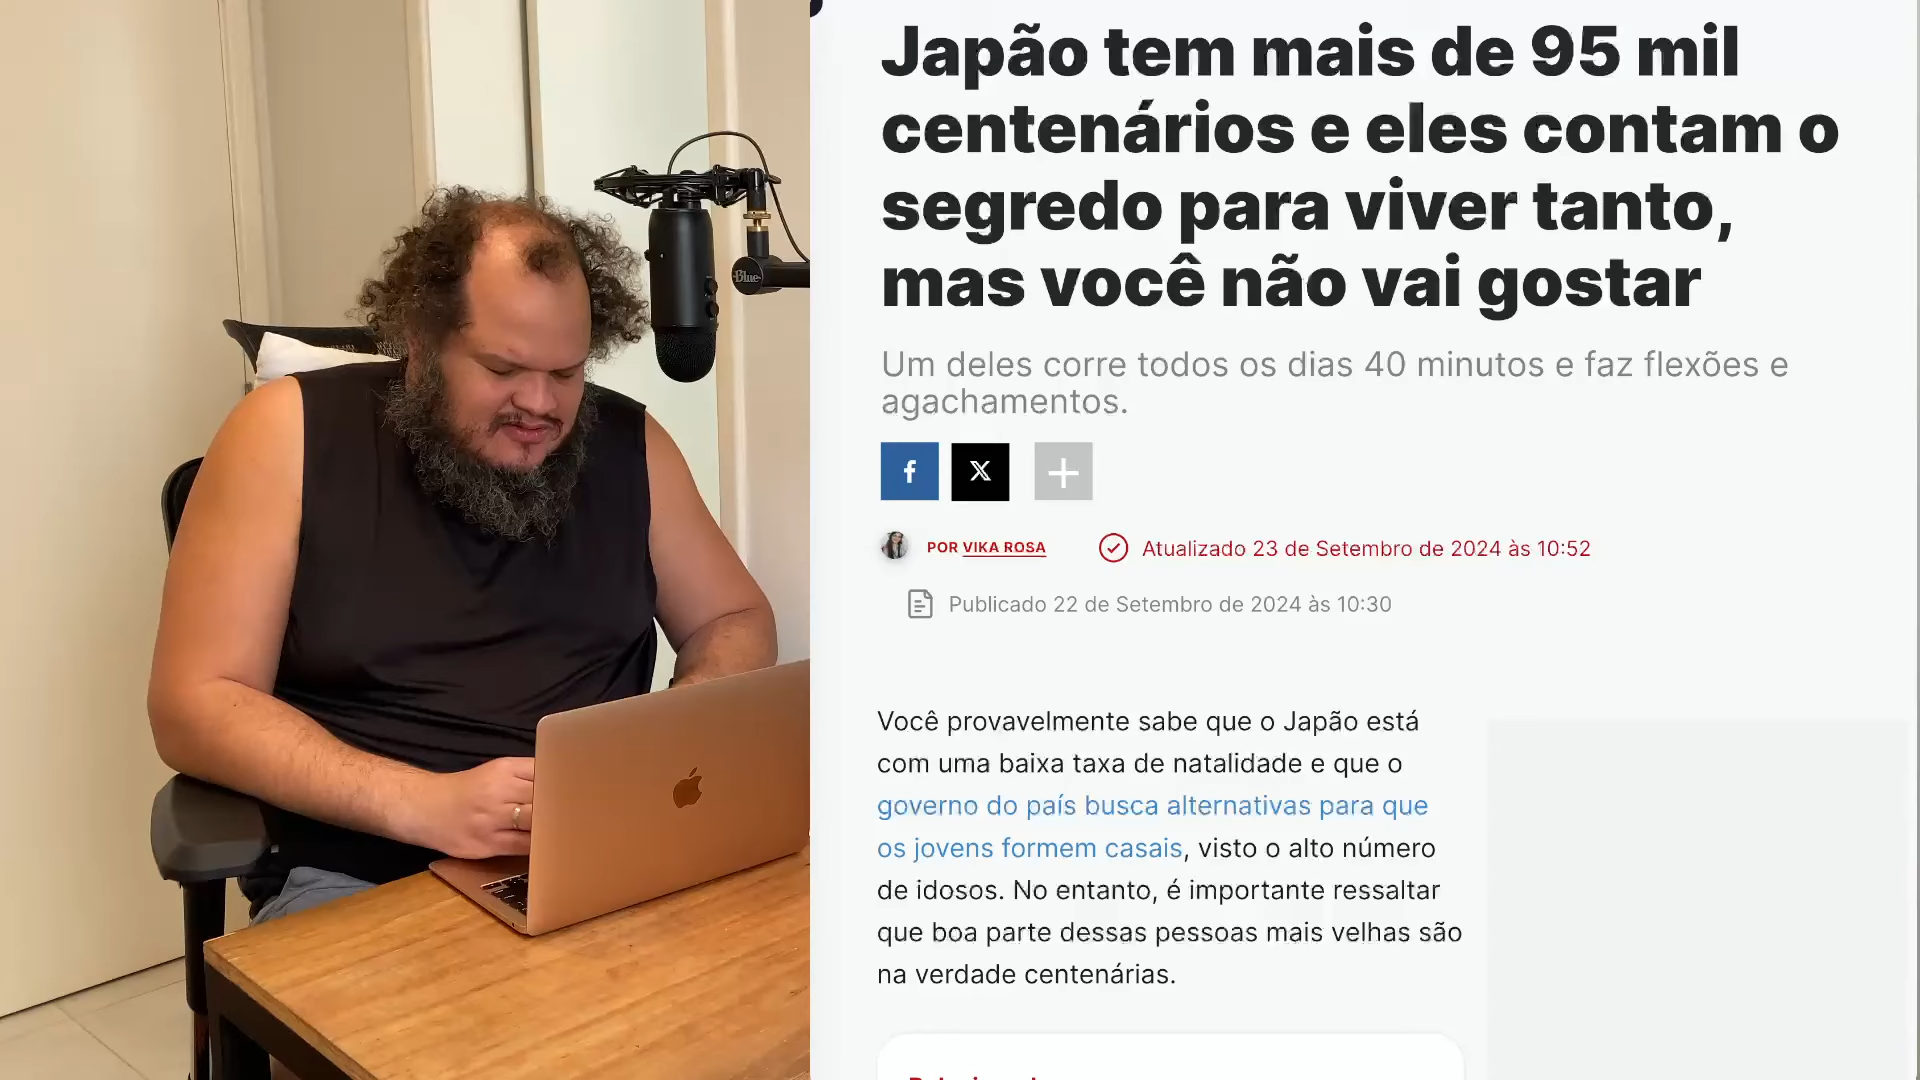 Japão tem mais de 95 mil
centenários e eles contam o
segredo para viver tanto,
mas você não vai gostar
Um deles corre todos os dias 40 minutos e faz flexões e
agachamentos.
f X +
POR VIKA ROSA
Atualizado 23 de Setembro de 2024 às 10:52
Publicado 22 de Setembro de 2024 às 10:30
Você provavelmente sabe que o Japão está
com uma baixa taxa de natalidade e que o
governo do país busca alternativas para que
os jovens formem casais, visto o alto número
de idosos. No entanto, é importante ressaltar
que boa parte dessas pessoas mais velhas são
na verdade centenárias.
Blue